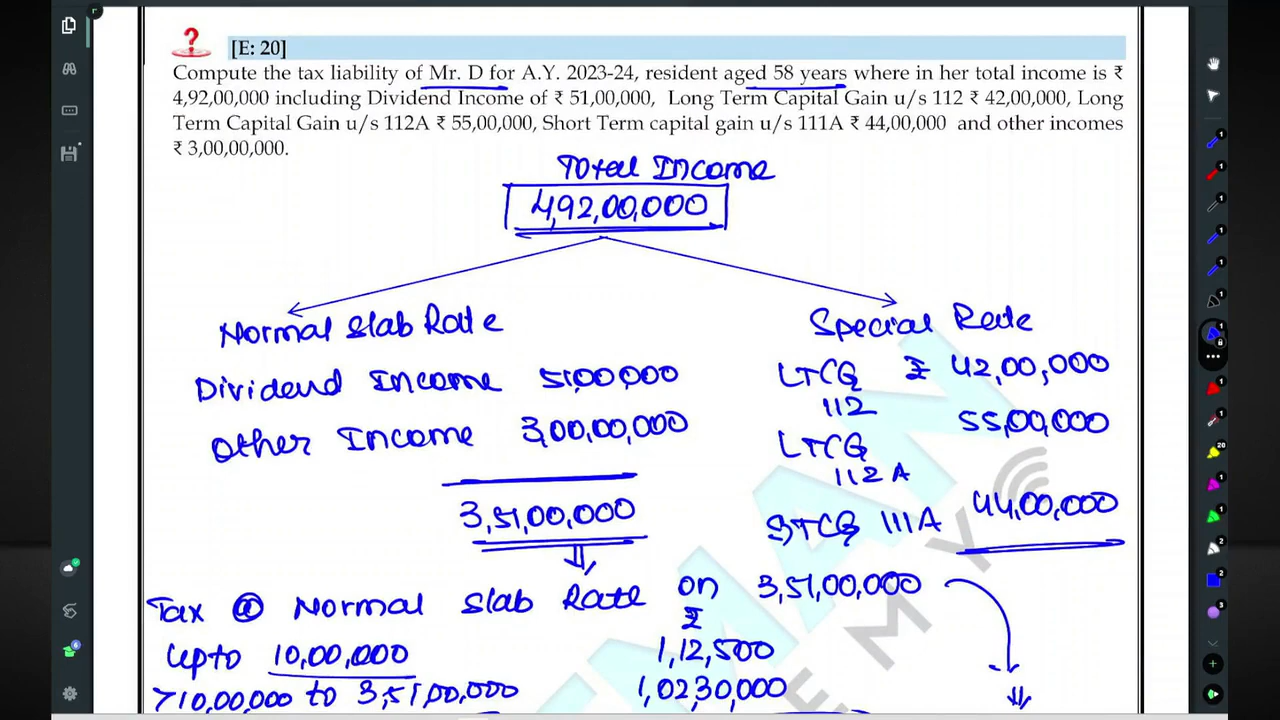 [E: 20]
Compute the tax liability of Mr. D for A.Y. 2023-24, resident aged 58 years where in her total income is ₹
4,92,00,000 including Dividend Income of ₹ 51,00,000, Long Term Capital Gain u/s 112 ₹ 42,00,000, Long
Term Capital Gain u/s 112A ₹ 55,00,000, Short Term capital gain u/s 111A ₹ 44,00,000 and other incomes
₹ 3,00,00,000.
Total Income
4,92,00,000
Normal Slab Rate
Dividend Income 51,00,000
Other Income 3,00,00,000
3,51,00,000
Special Rate
LTCG ₹ 42,00,000
112
55,00,000
LTCG
112 A
STCG 111A 44,00,000
Tax @ Normal Slab Rate on 3,51,00,000
₹
Upto 10,00,000 1,12,500
>10,00,000 to 3,51,00,000 1,0230,000